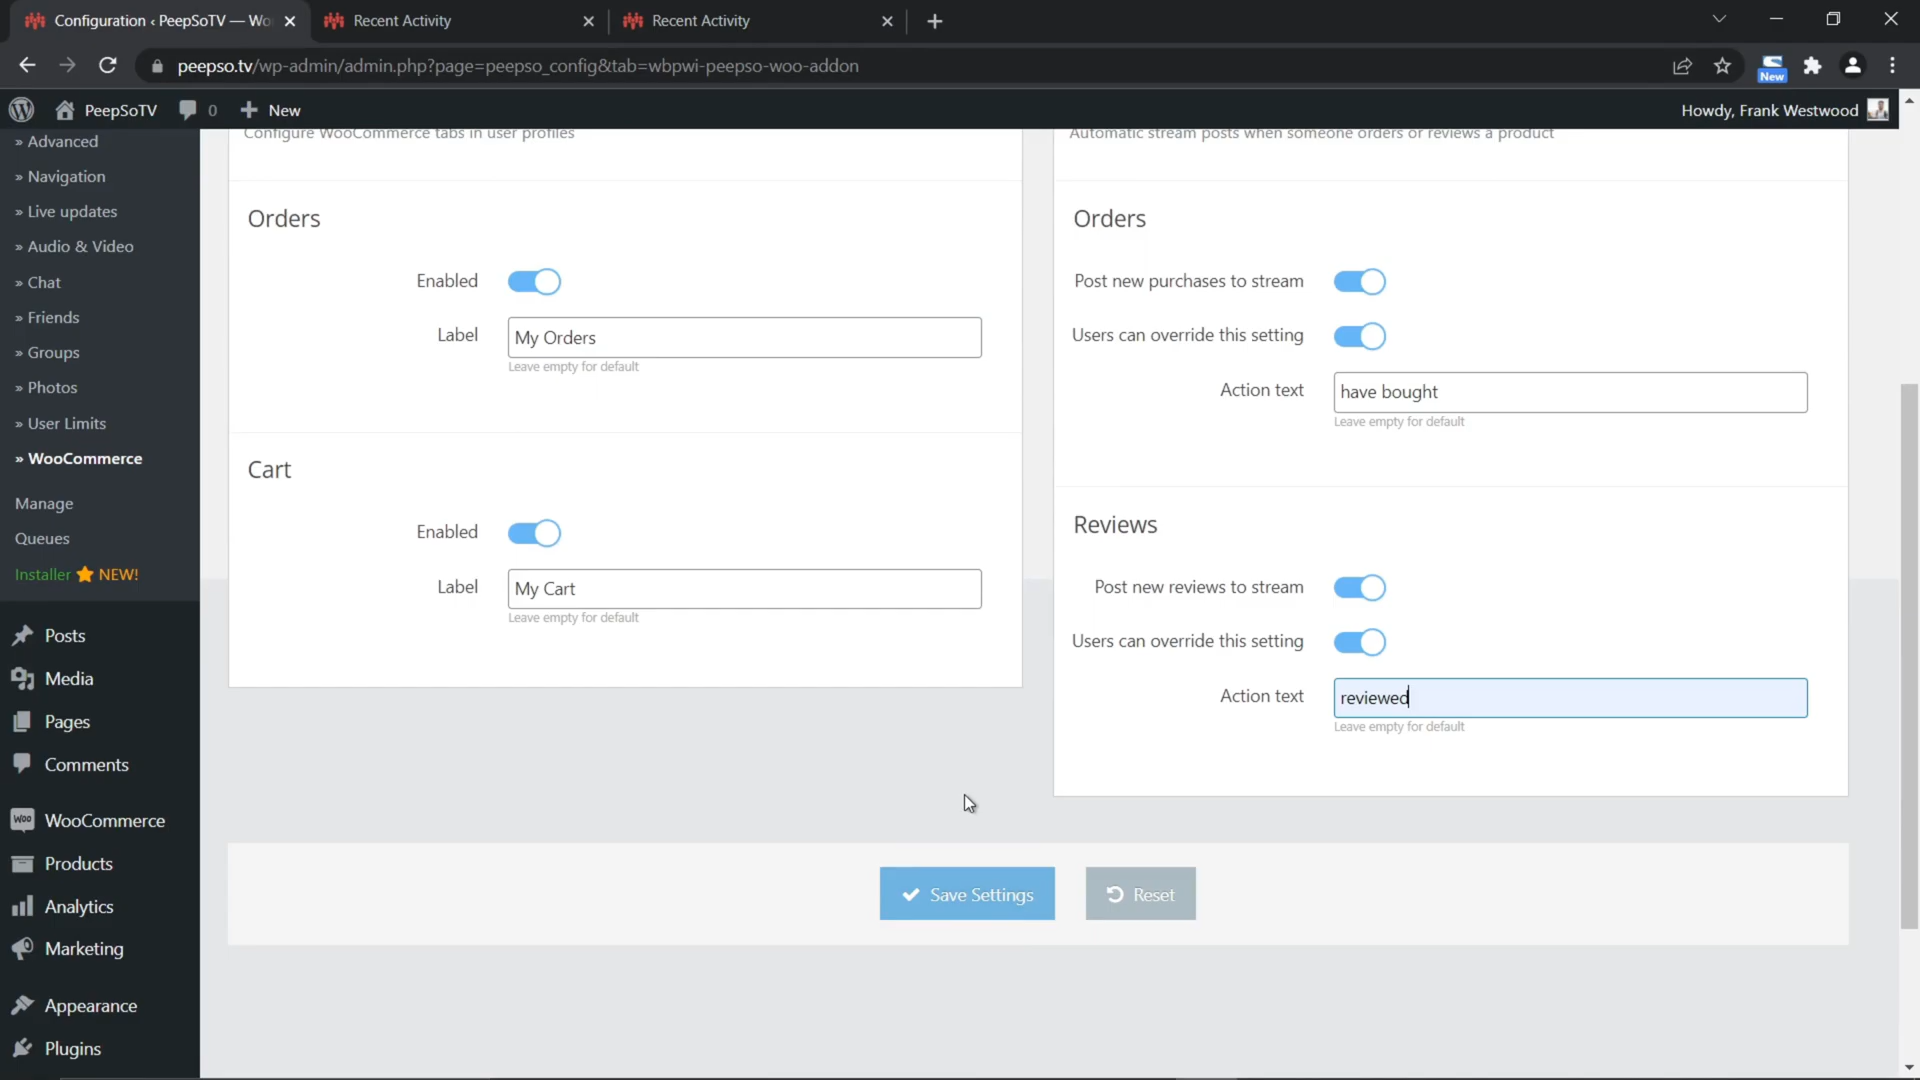 Configuration ‹ PeepSoTV — Wo
Recent Activity
Recent Activity
peepso.tv/wp-admin/admin.php?page=peepso_config&tab=wbpwi-peepso-woo-addon
New
PeepSoTV
0
New
Howdy, Frank Westwood
» Advanced
» Navigation
» Live updates
» Audio & Video
» Chat
» Friends
» Groups
» Photos
» User Limits
» WooCommerce
Manage
Queues
Installer NEW!
Posts
Media
Pages
Comments
Woo WooCommerce
Products
Analytics
Marketing
Appearance
Plugins
Configure WooCommerce tabs in user profiles
Orders
Enabled
Label My Orders
Leave empty for default
Cart
Enabled
Label My Cart
Leave empty for default
Automatic stream posts when someone orders or reviews a product
Orders
Post new purchases to stream
Users can override this setting
Action text have bought
Leave empty for default
Reviews
Post new reviews to stream
Users can override this setting
Action text reviewed
Leave empty for default
Save Settings
Reset